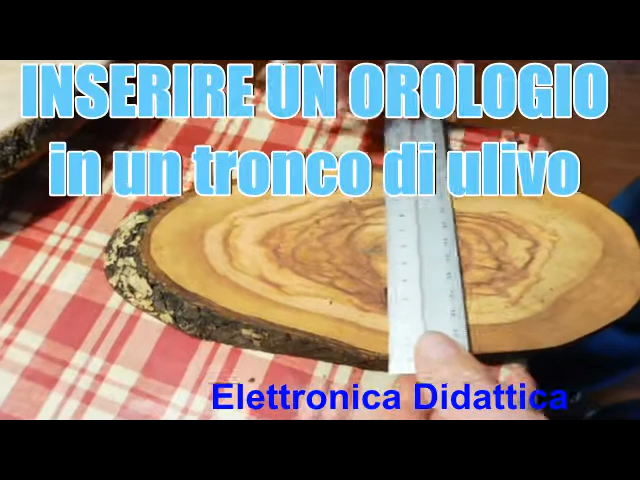 INSERIRE UN OROLOGIO
in un tronco di ulivo
Elettronica Didattica